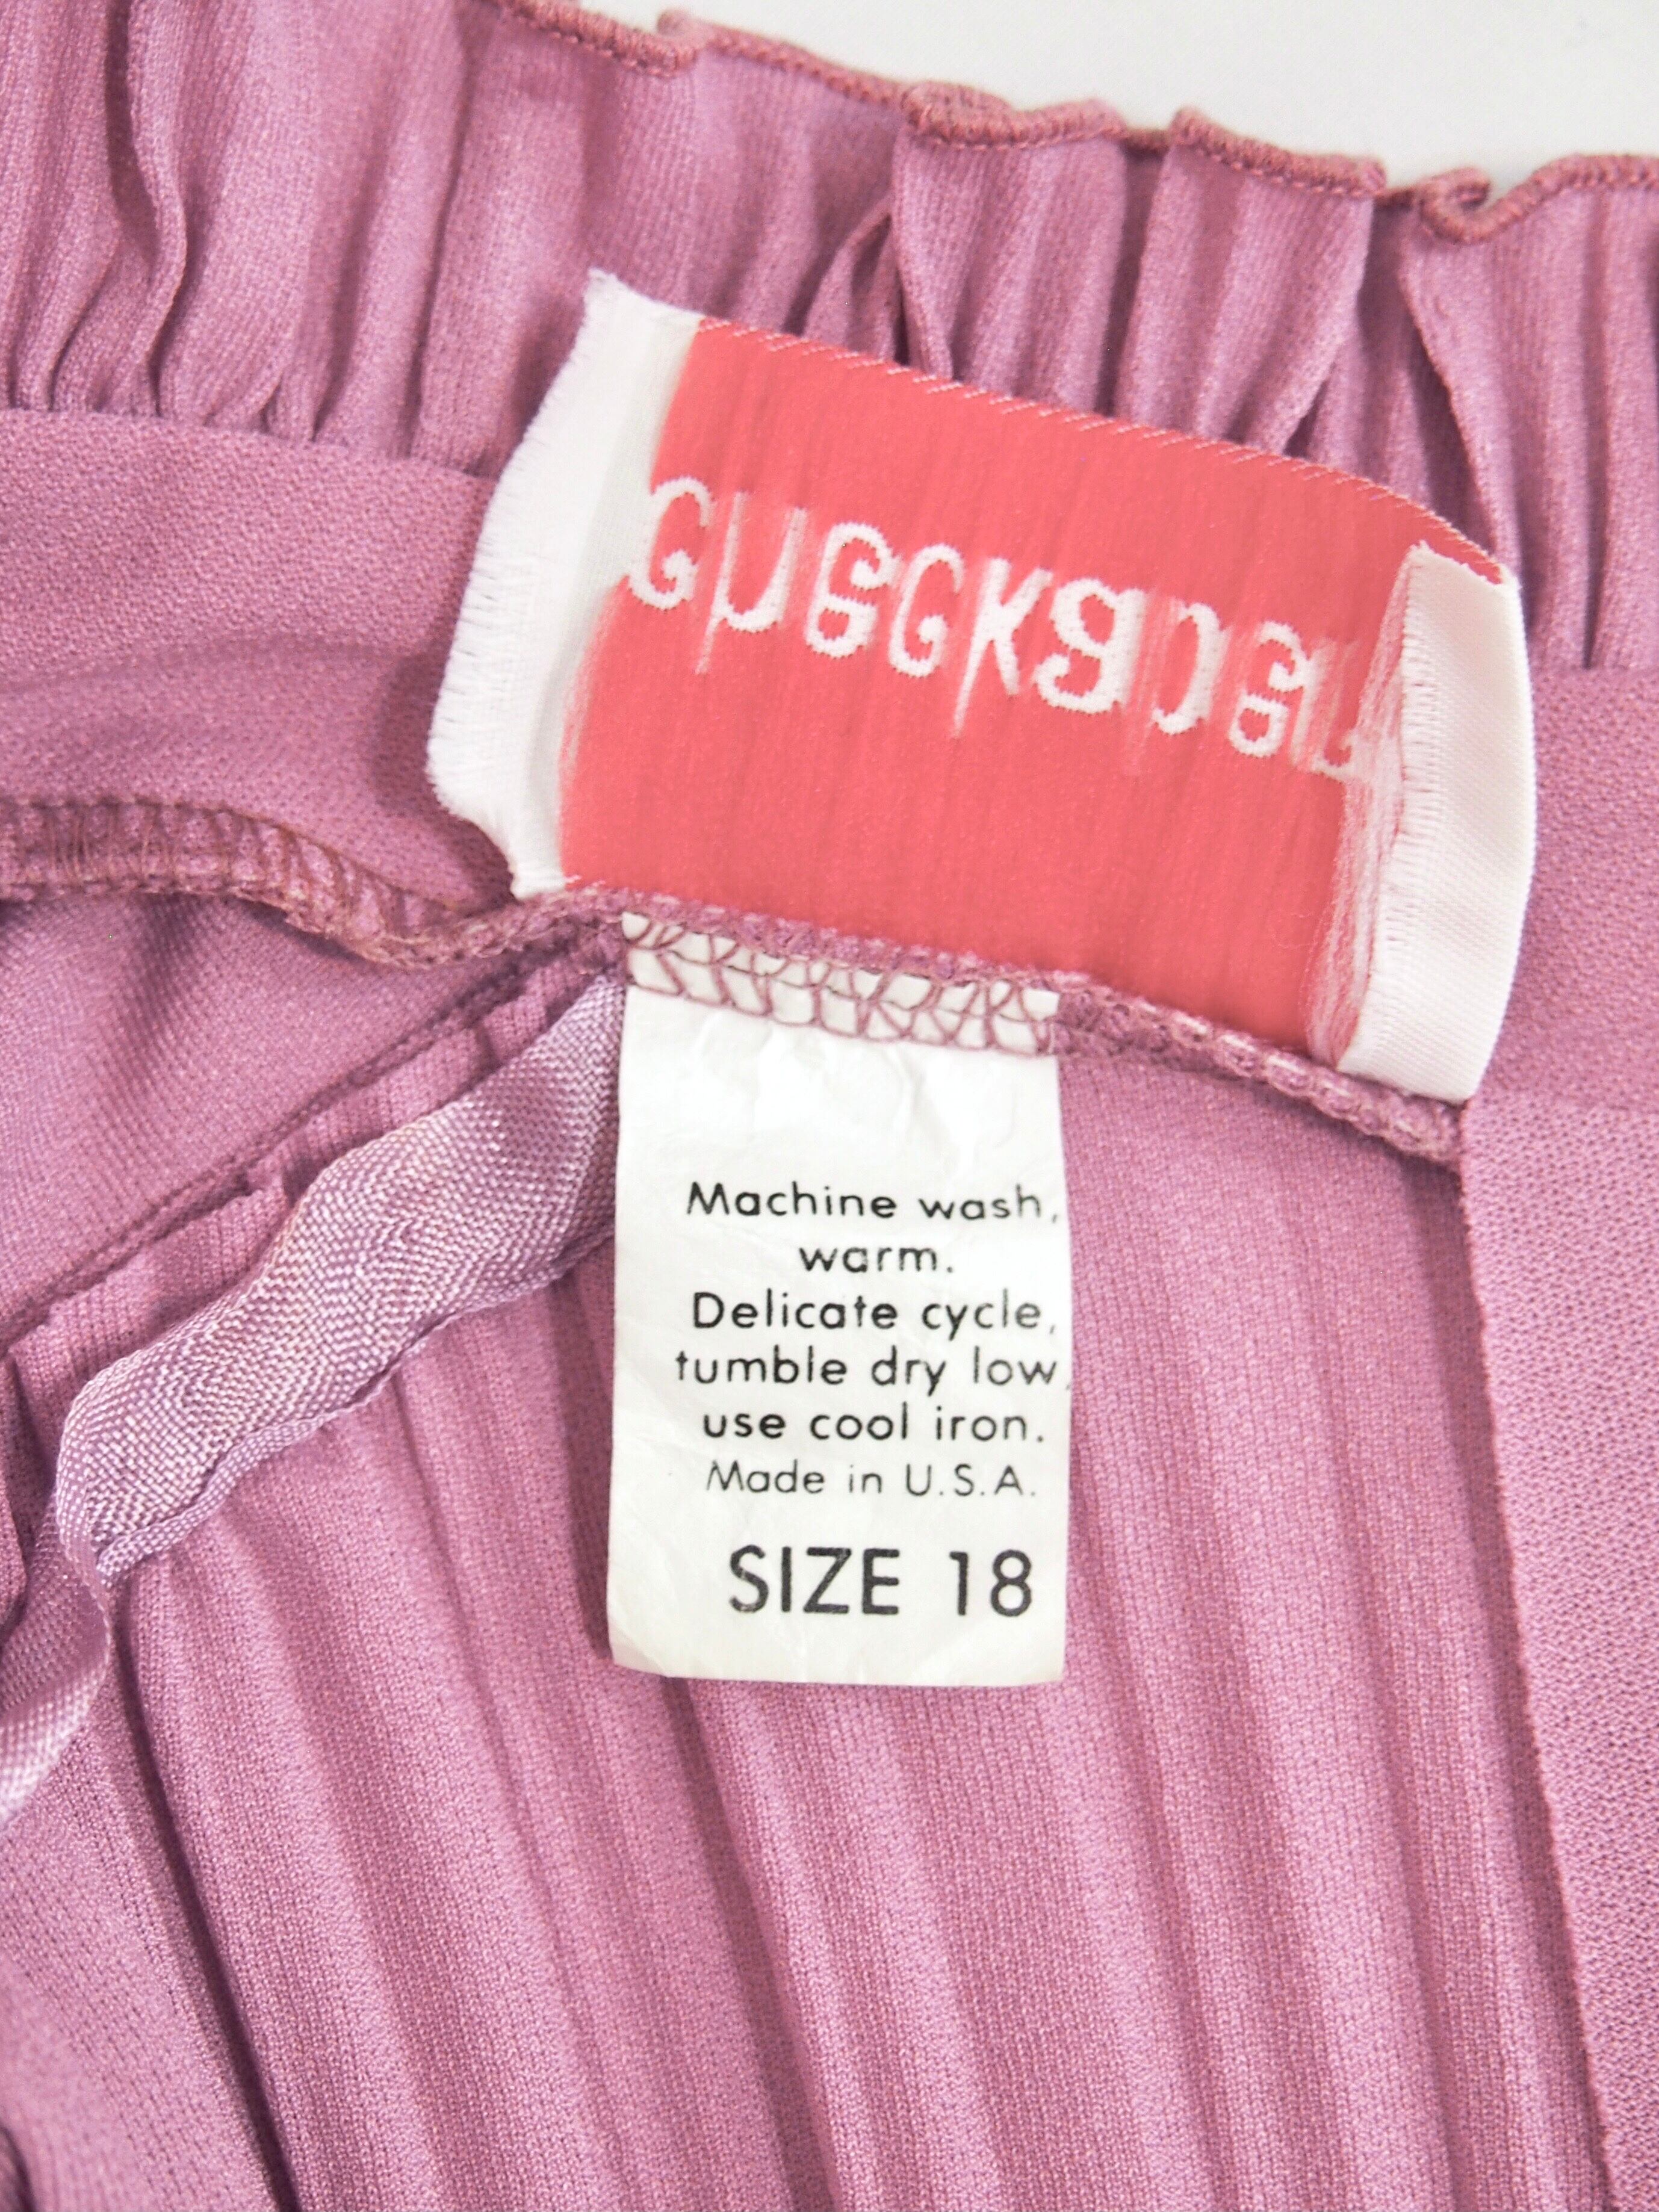 Machine wash,
warm.
Delicate cycle,
tumble dry low,
use cool iron.
Made in U.S.A.
SIZE 18